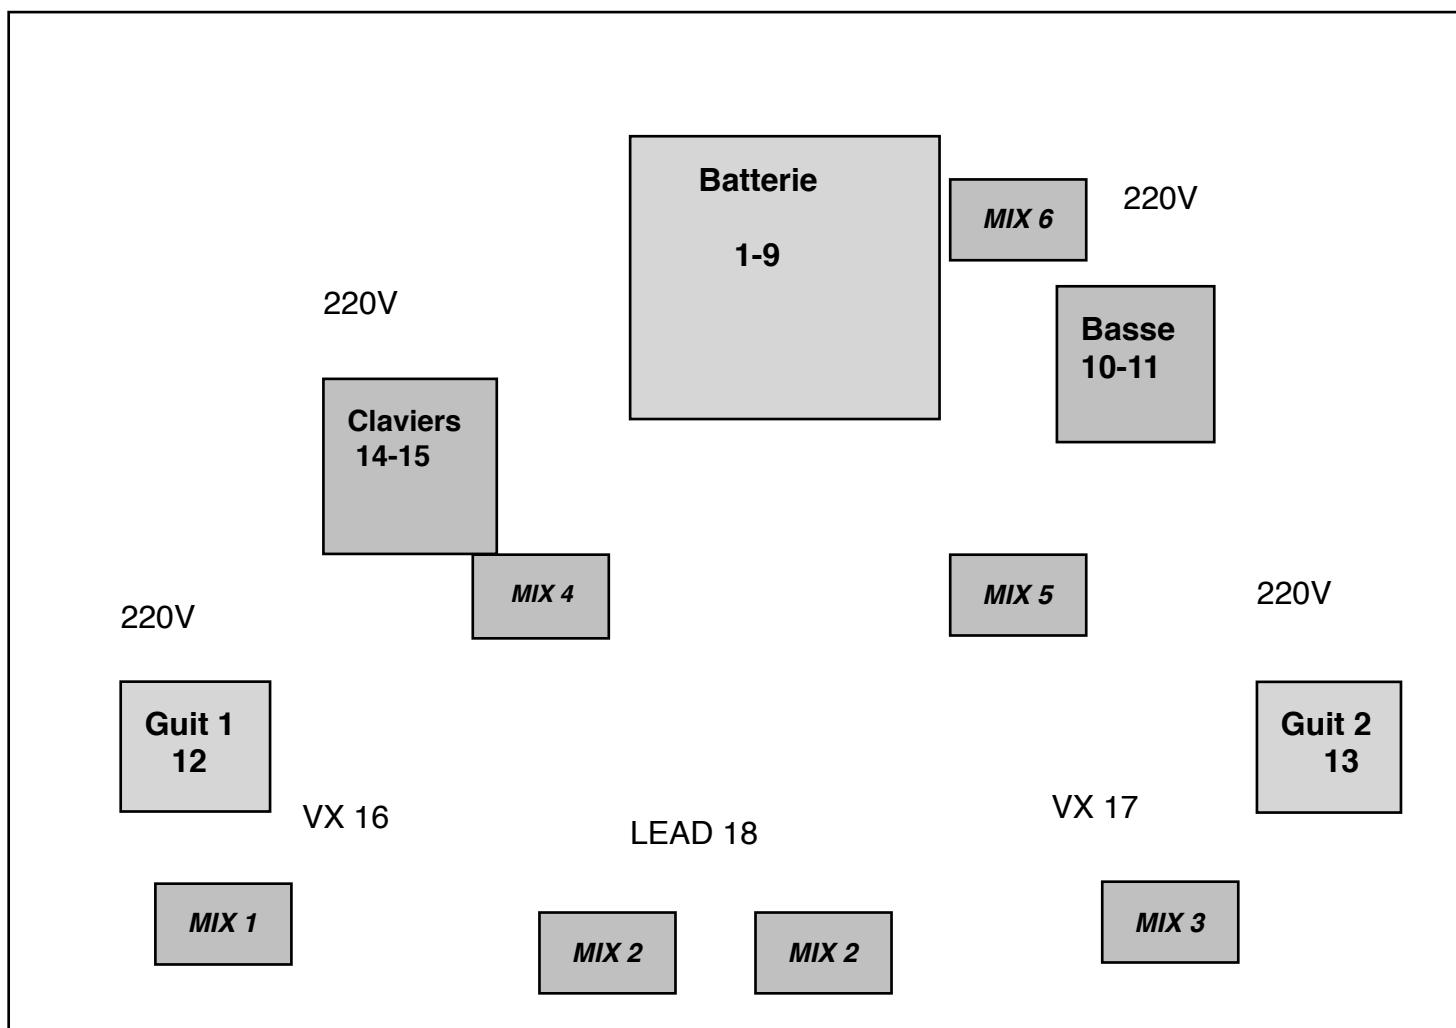 Batterie
1-9
MIX 6
220V
220V
Basse
10-11
Claviers
14-15
MIX 4
MIX 5
220V
220V
Guit 1
12
Guit 2
13
VX 16
LEAD 18
VX 17
MIX 1
MIX 2
MIX 2
MIX 3